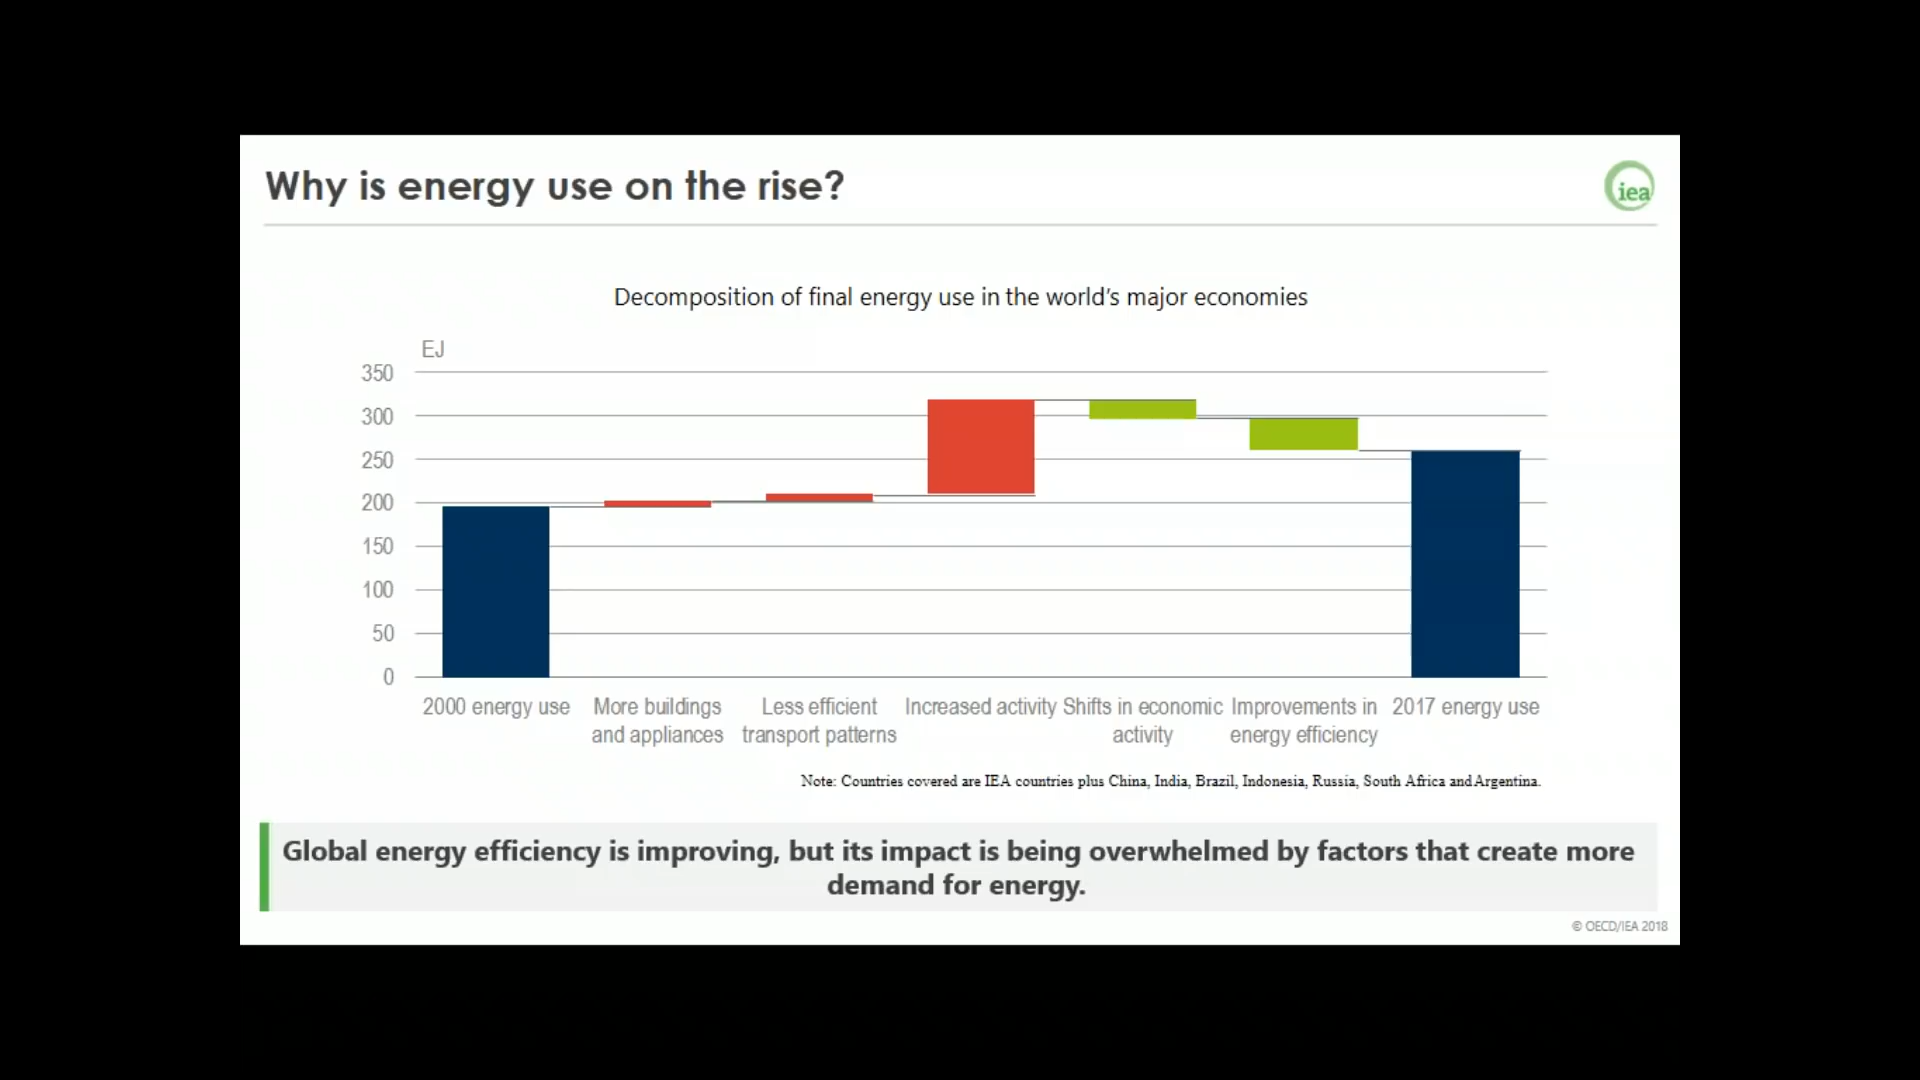 Why is energy use on the rise?
iea
Decomposition of final energy use in the world's major economies
EJ
350
300
250
200
150
100
50
0
2000 energy use
More buildings
and appliances
Less efficient
transport patterns
Increased activity
Shifts in economic
activity
Improvements in
energy efficiency
2017 energy use
Note: Countries covered are IEA countries plus China, India, Brazil, Indonesia, Russia, South Africa and Argentina.
Global energy efficiency is improving, but its impact is being overwhelmed by factors that create more
demand for energy.
© OECD/IEA 2018